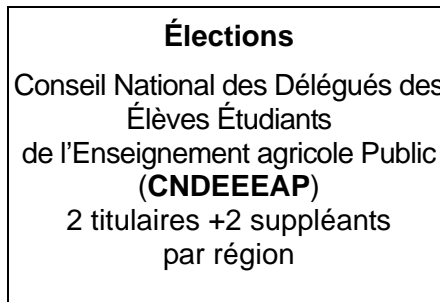 Élections
Conseil National des Délégués des
Élèves Étudiants
de l'Enseignement agricole Public
(CNDEEEAP)
2 titulaires +2 suppléants
par région